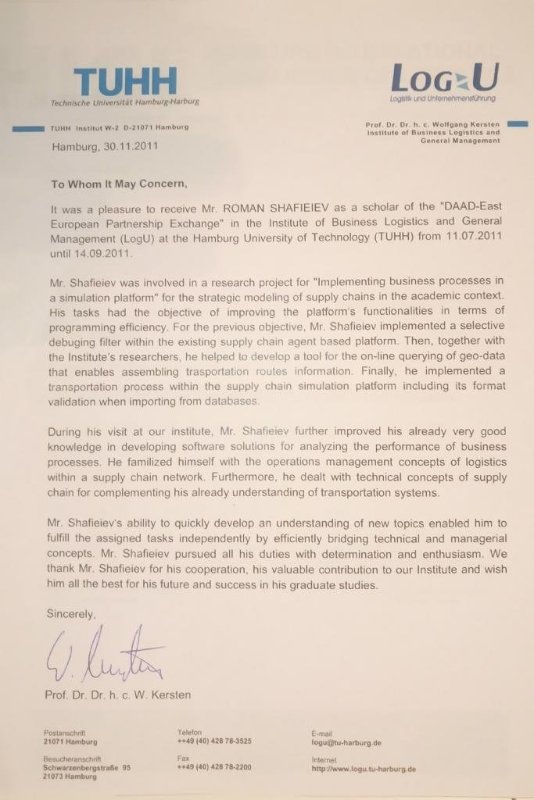 TUHH
Technische Universität Hamburg-Harburg
LOGU
Logistik und Unternehmensführung
TUHH Institut W-2 D-21071 Hamburg
Prof. Dr. Dr. h. c. Wolfgang Kersten
Institute of Business Logistics and
General Management
Hamburg, 30.11.2011
To Whom It May Concern,
It was a pleasure to receive Mr. ROMAN SHAFIEIEV as a scholar of the "DAAD-East
European Partnership Exchange" in the Institute of Business Logistics and General
Management (LogU) at the Hamburg University of Technology (TUHH) from 11.07.2011
until 14.09.2011.
Mr. Shafieiev was involved in a research project for "Implementing business processes in
a simulation platform" for the strategic modeling of supply chains in the academic context.
His tasks had the objective of improving the platform's functionalities in terms of
programming efficiency. For the previous objective, Mr. Shafieiev implemented a selective
debuging filter within the existing supply chain agent based platform. Then, together with
the Institute's researchers, he helped to develop a tool for the on-line querying of geo-data
that enables assembling trasportation routes information. Finally, he implemented a
transportation process within the supply chain simulation platform including its format
validation when importing from databases.
During his visit at our institute, Mr. Shafieiev further improved his already very good
knowledge in developing software solutions for analyzing the performance of business
processes. He familized himself with the operations management concepts of logistics
within a supply chain network. Furthermore, he dealt with technical concepts of supply
chain for complementing his already understanding of transportation systems.
Mr. Shafieiev's ability to quickly develop an understanding of new topics enabled him to
fulfill the assigned tasks independently by efficiently bridging technical and managerial
concepts. Mr. Shafieiev pursued all his duties with determination and enthusiasm. We
thank Mr. Shafieiev for his cooperation, his valuable contribution to our Institute and wish
him all the best for his future and success in his graduate studies.
Sincerely,
W. Kersten
Prof. Dr. Dr. h. c. W. Kersten
Postanschrift
21071 Hamburg
Besucheranschrift
Schwarzenbergstraße 95
21073 Hamburg
Telefon
++49 (40) 428 78-3525
Fax
++49 (40) 428 78-2200
E-mail
logu@tu-harburg.de
Internet
http://www.logu.tu-harburg.de